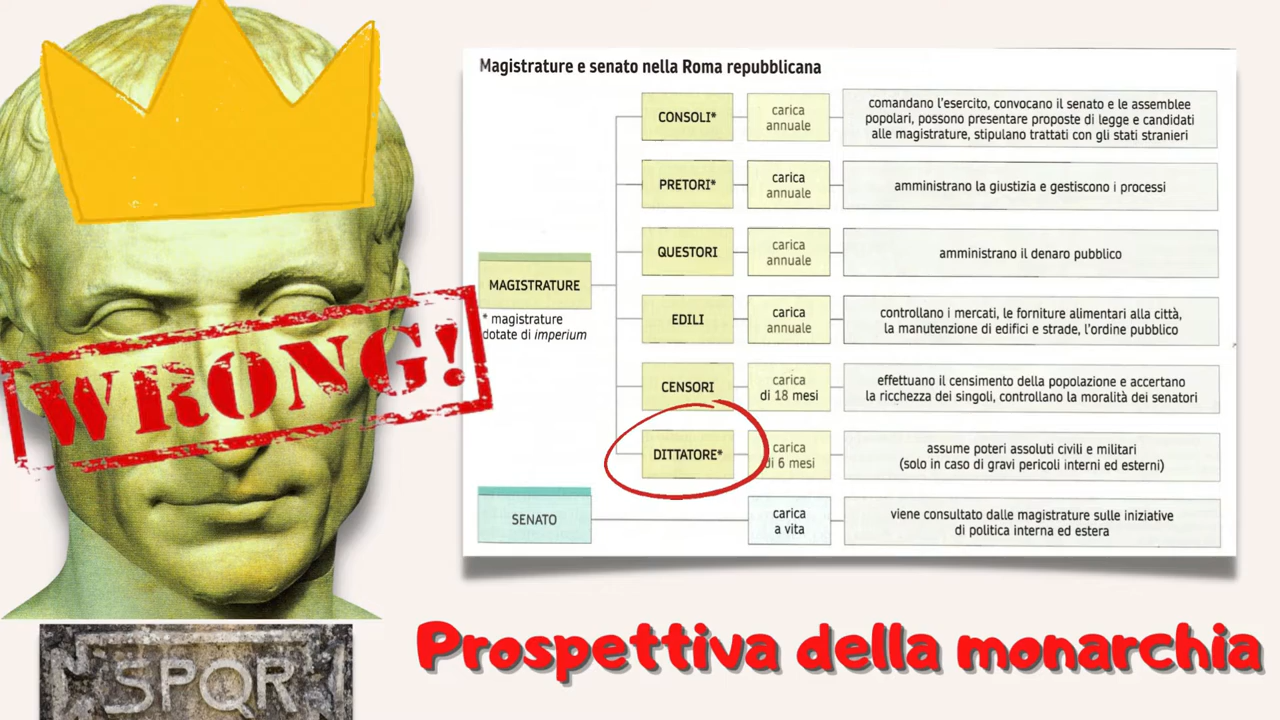 WRONG!
SPQR
Magistrature e senato nella Roma repubblicana
MAGISTRATURE
* magistrature
dotate di imperium
CONSOLI*
carica
annuale
comandano l'esercito, convocano il senato e le assemblee
popolari, possono presentare proposte di legge e candidati
alle magistrature, stipulano trattati con gli stati stranieri
PRETORI*
carica
annuale
amministrano la giustizia e gestiscono i processi
QUESTORI
carica
annuale
amministrano il denaro pubblico
EDILI
carica
annuale
controllano i mercati, le forniture alimentari alla città,
la manutenzione di edifici e strade, l'ordine pubblico
CENSORI
carica
di 18 mesi
effettuano il censimento della popolazione e accertano
la ricchezza dei singoli, controllano la moralità dei senatori
DITTATORE*
carica
di 6 mesi
assume poteri assoluti civili e militari
(solo in caso di gravi pericoli interni ed esterni)
SENATO
carica
a vita
viene consultato dalle magistrature sulle iniziative
di politica interna ed estera
Prospettiva della monarchia